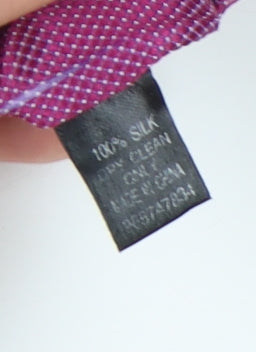 100% SILK
DRY CLEAN
ONLY
MADE IN CHINA